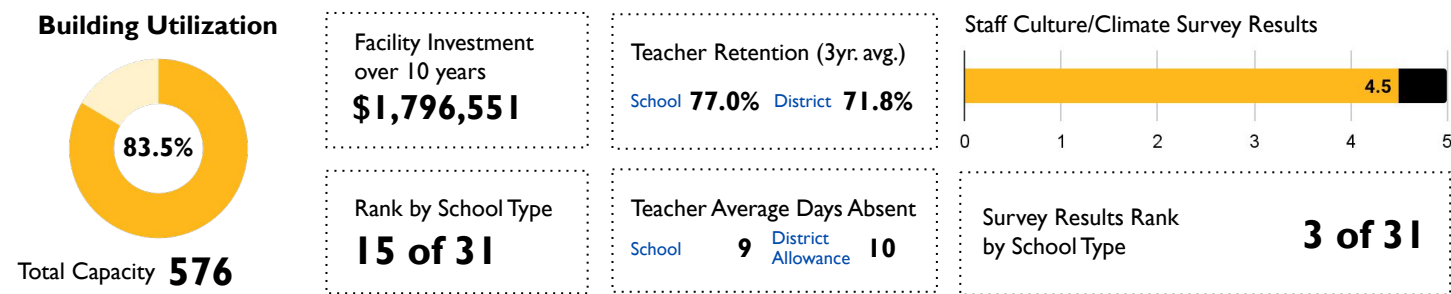 Building Utilization
83.5%
Total Capacity 576
Facility Investment
over 10 years
$1,796,551
Rank by School Type
15 of 31
Teacher Retention (3yr. avg.)
School 77.0% District 71.8%
Teacher Average Days Absent
School 9 District Allowance 10
Staff Culture/Climate Survey Results
4.5
0 1 2 3 4 5
Survey Results Rank
by School Type
3 of 31